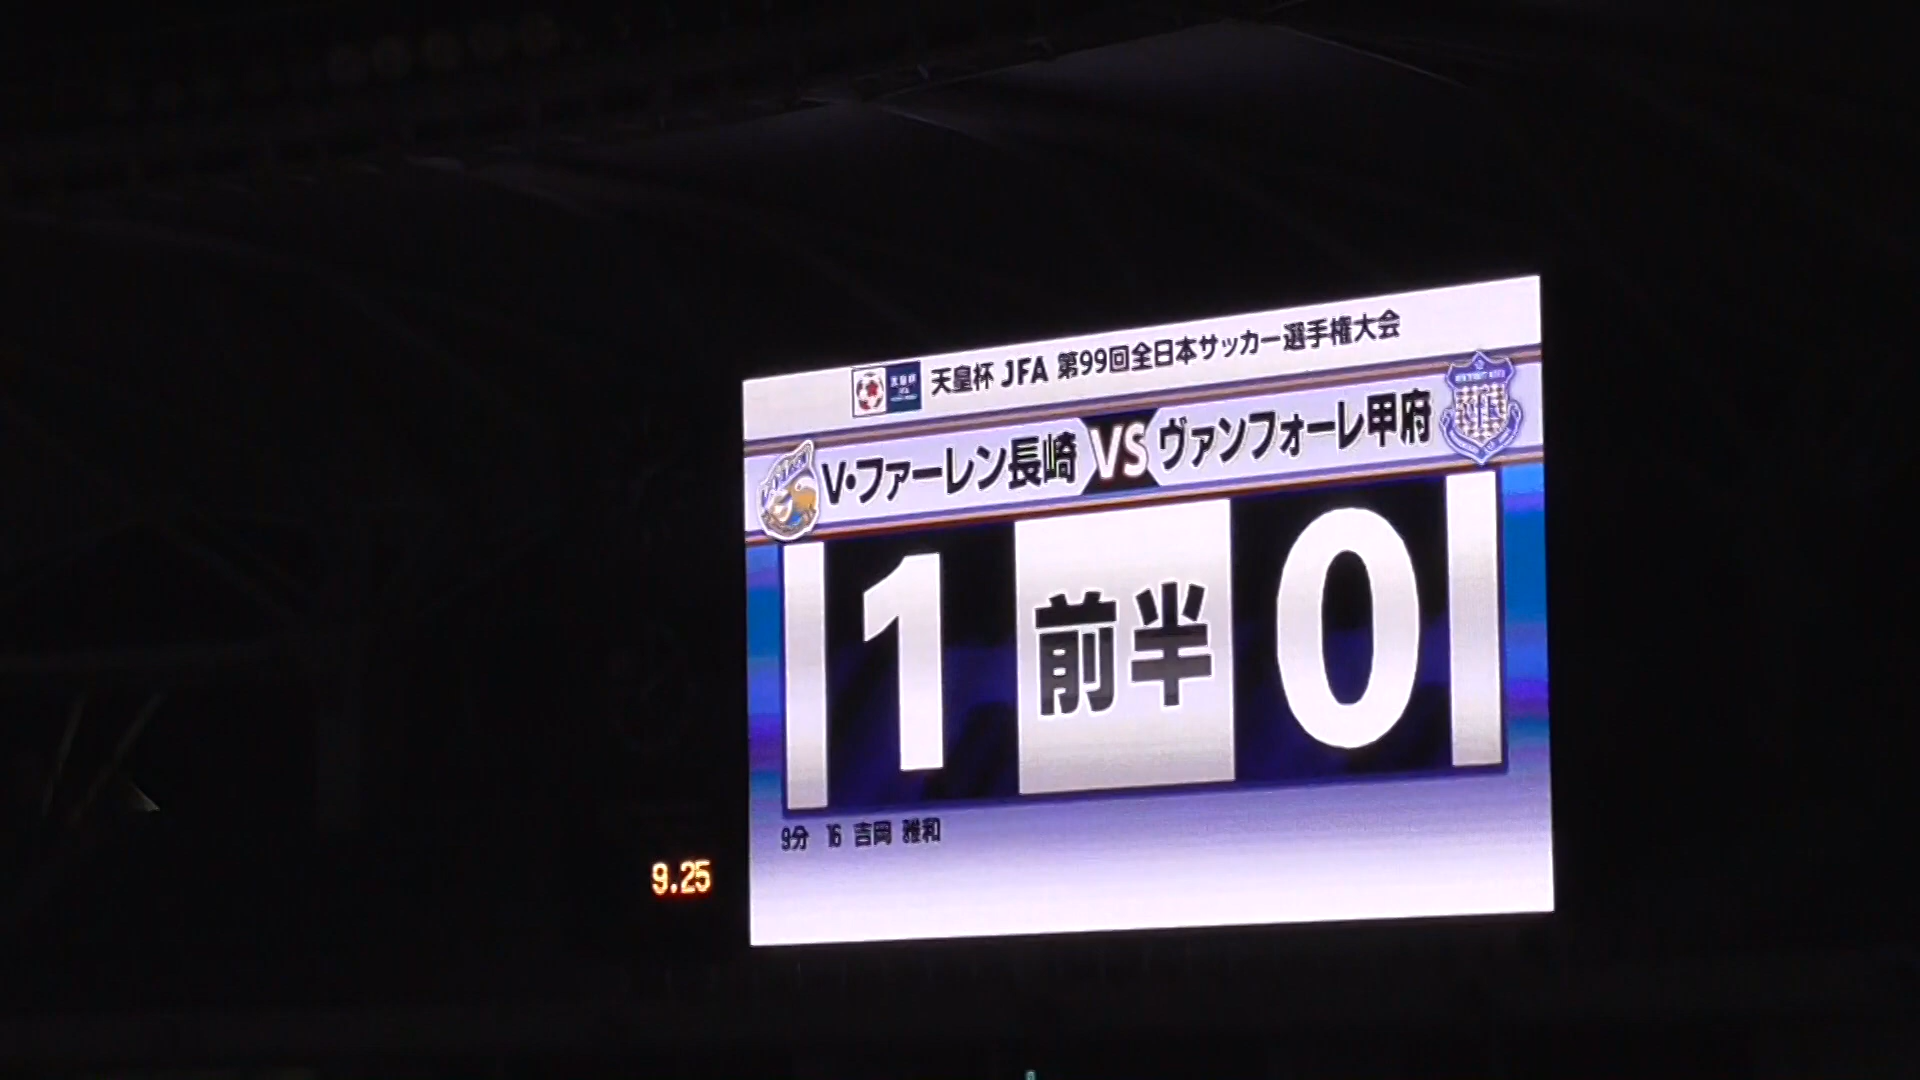 天皇杯 JFA 第99回全日本サッカー選手権大会
V・ファーレン長崎 VS ヴァンフォーレ甲府
1 前半 0
9分 16 吉岡 雅和
9.25